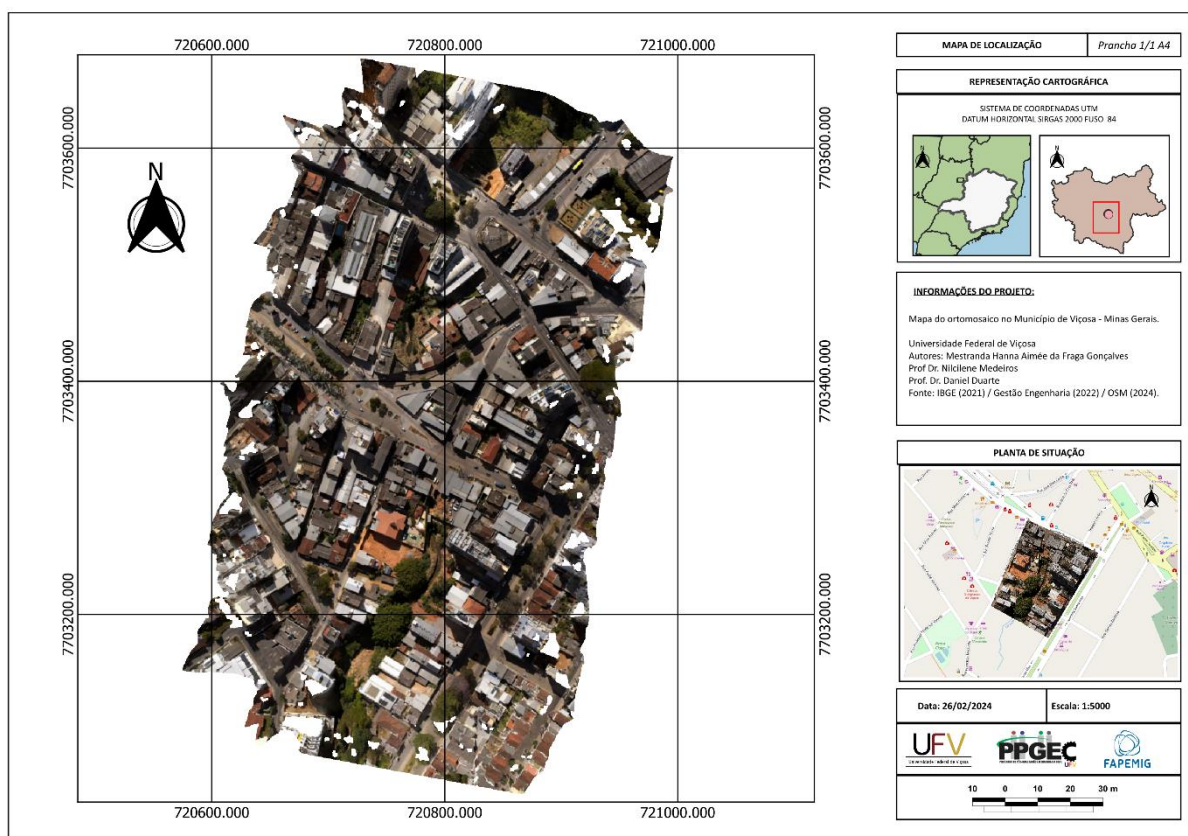 720600.000
720800.000
721000.000
7703600.000
7703600.000
N
7703400.000
7703400.000
7703200.000
7703200.000
720600.000
720800.000
721000.000
MAPA DE LOCALIZAÇÃO
Prancha 1/1 A4
REPRESENTAÇÃO CARTOGRÁFICA
SISTEMA DE COORDENADAS UTM
DATUM HORIZONTAL SIRGAS 2000 FUSO 84
N
N
INFORMAÇÕES DO PROJETO:
Mapa do ortomosaico no Município de Viçosa - Minas Gerais.
Universidade Federal de Viçosa
Autores: Mestranda Hanna Aimée da Fraga Gonçalves
Prof Dr. Nilcilene Medeiros
Prof. Dr. Daniel Duarte
Fonte: IBGE (2021) / Gestão Engenharia (2022) / OSM (2024).
PLANTA DE SITUAÇÃO
N
Data: 26/02/2024
Escala: 1:5000
UFV
Universidade Federal de Viçosa
PPGEC
UFV
FAPEMIG
10 0 10 20 30 m